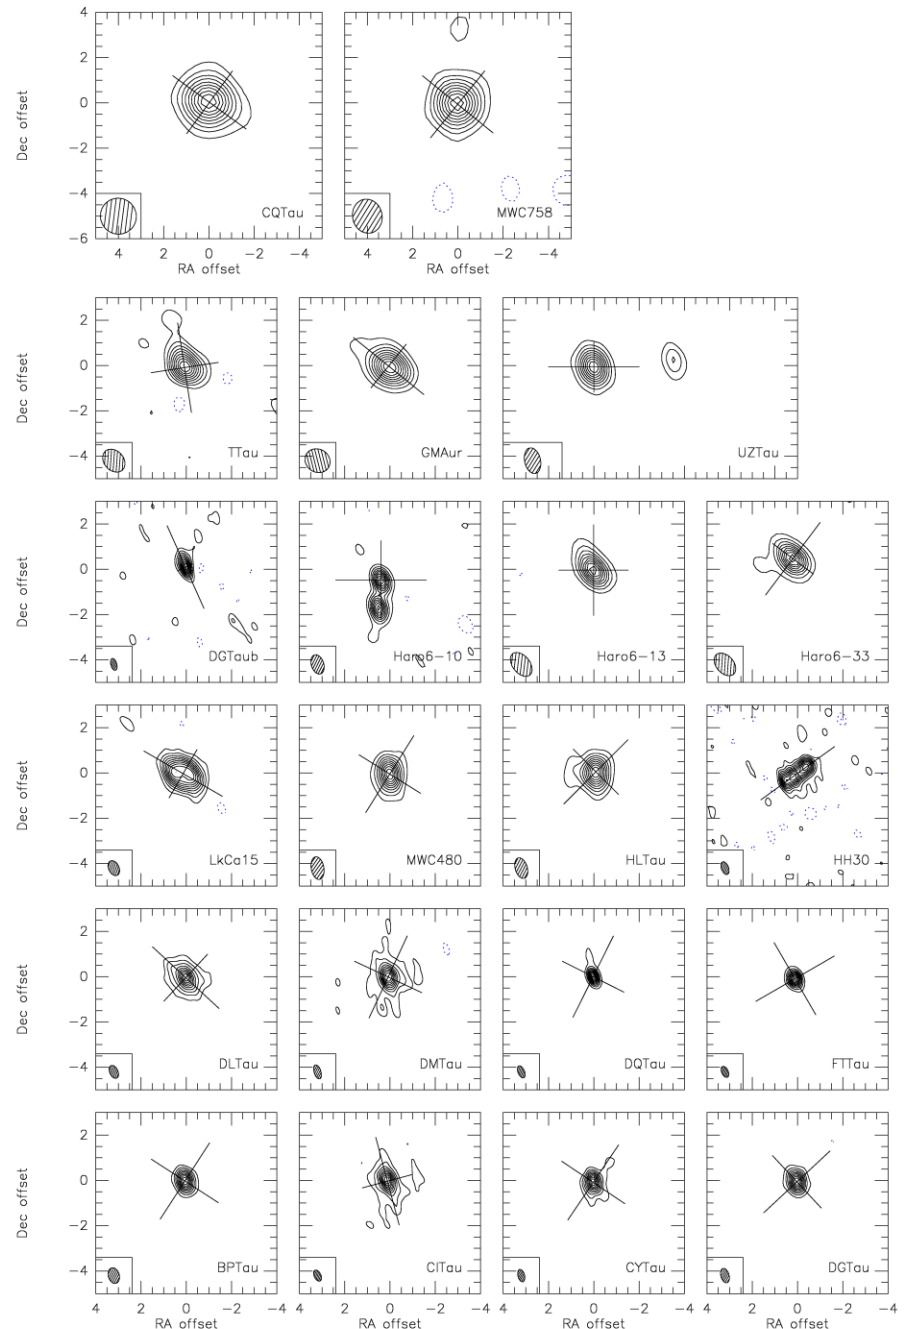 4
2
0
−2
−4
−6
Dec offset
CQTau
MWC758
4 2 0 −2 −4
4 2 0 −2 −4
RA offset
RA offset
2
0
−2
−4
Dec offset
TTau
GMAur
UZTau
2
0
−2
−4
Dec offset
DGTaub
Haro6−10
Haro6−13
Haro6−33
2
0
−2
−4
Dec offset
LkCa15
MWC480
HLTau
HH30
2
0
−2
−4
Dec offset
DLTau
DMTau
DQTau
FTTau
2
0
−2
−4
Dec offset
BPTau
CITau
CYTau
DGTau
4 2 0 −2 −4 4 2 0 −2 −4 4 2 0 −2 −4 4 2 0 −2 −4
RA offset
RA offset
RA offset
RA offset